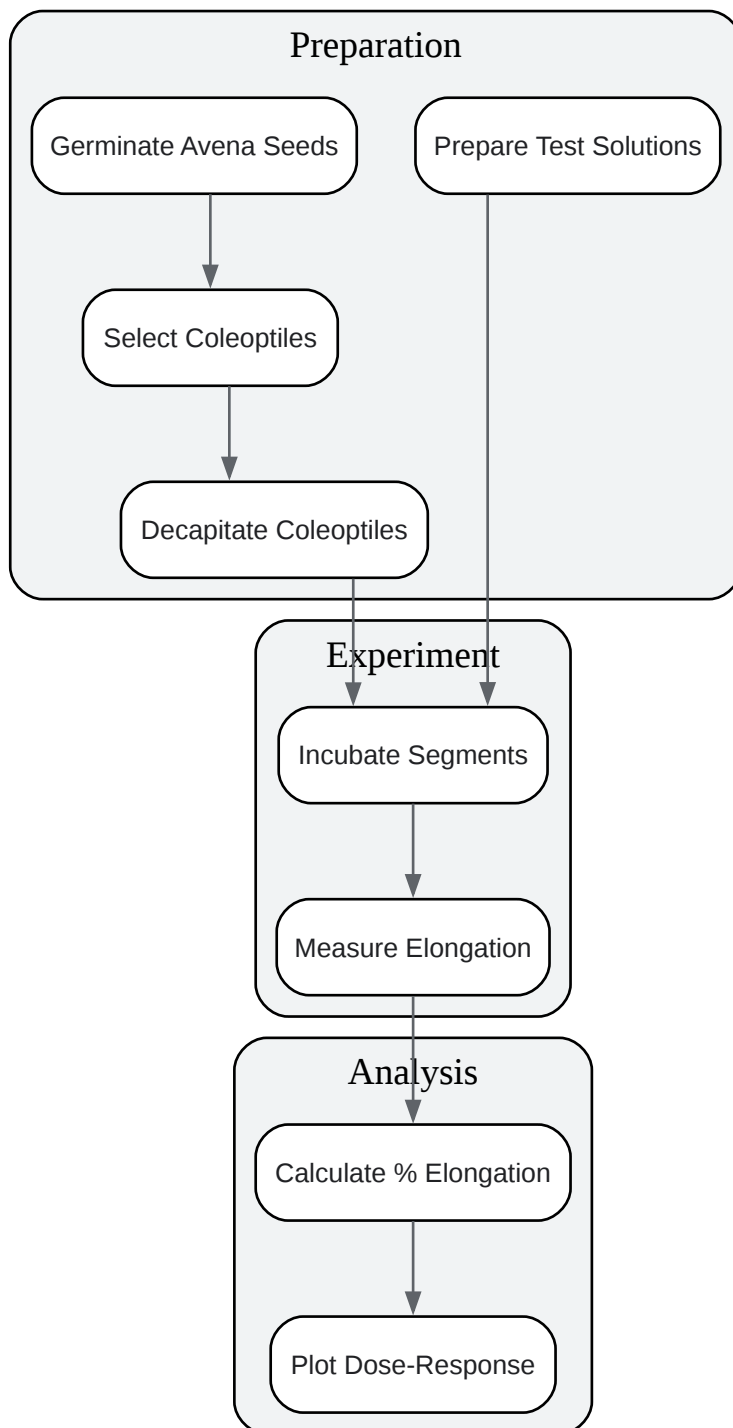 Preparation
Germinate Avena Seeds
Prepare Test Solutions
Select Coleoptiles
Decapitate Coleoptiles
Experiment
Incubate Segments
Measure Elongation
Analysis
Calculate % Elongation
Plot Dose-Response